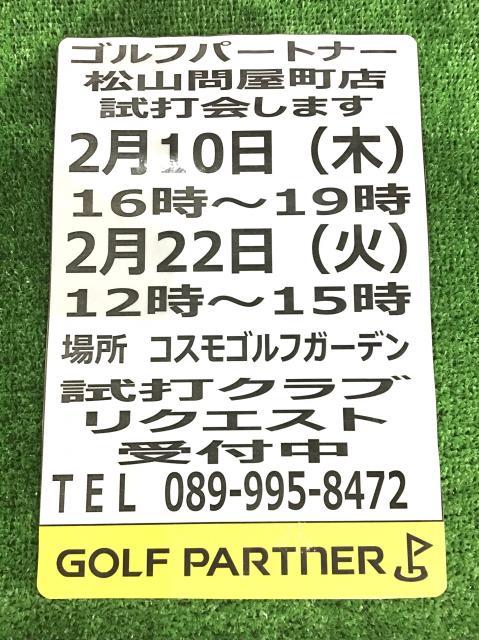 ゴルフパートナー
松山問屋町店
試打会します
2月10日（木）
16時～19時
2月22日（火）
12時～15時
場所 コスモゴルフガーデン
試打クラブ
リクエスト
受付中
TEL 089-995-8472
GOLF PARTNER